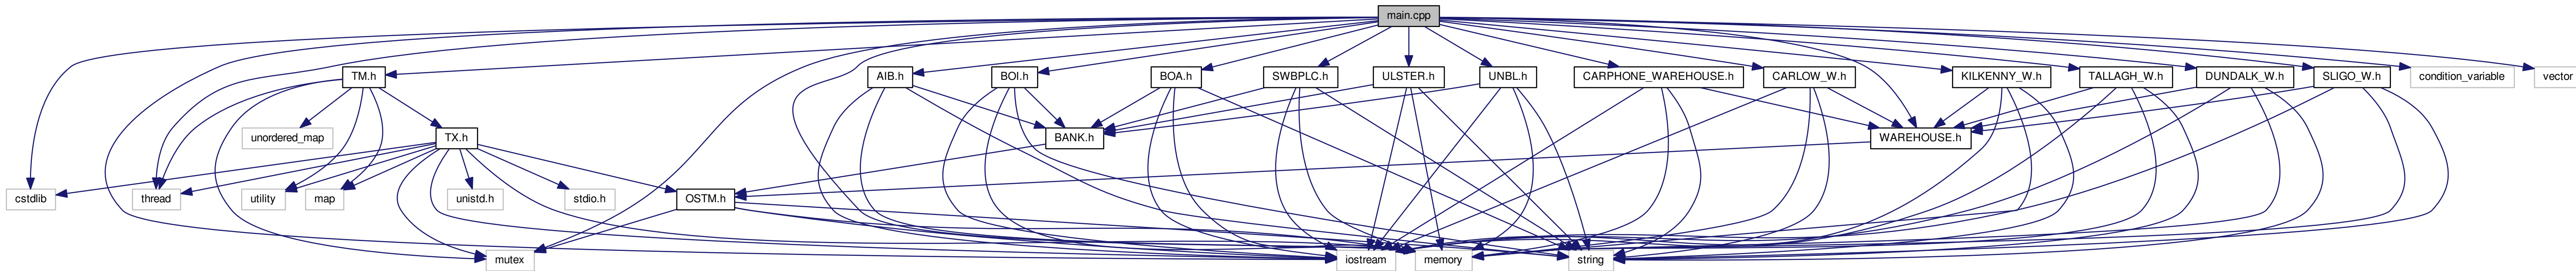 main.cpp
TM.h
AIB.h
BOI.h
BOA.h
SWBPLC.h
ULSTER.h
UNBL.h
CARPHONE_WAREHOUSE.h
CARLOW_W.h
KILKENNY_W.h
TALLAGH_W.h
DUNDALK_W.h
SLIGO_W.h
condition_variable
vector
unordered_map
TX.h
BANK.h
WAREHOUSE.h
cstdlib
thread
utility
map
unistd.h
stdio.h
OSTM.h
mutex
iostream
memory
string